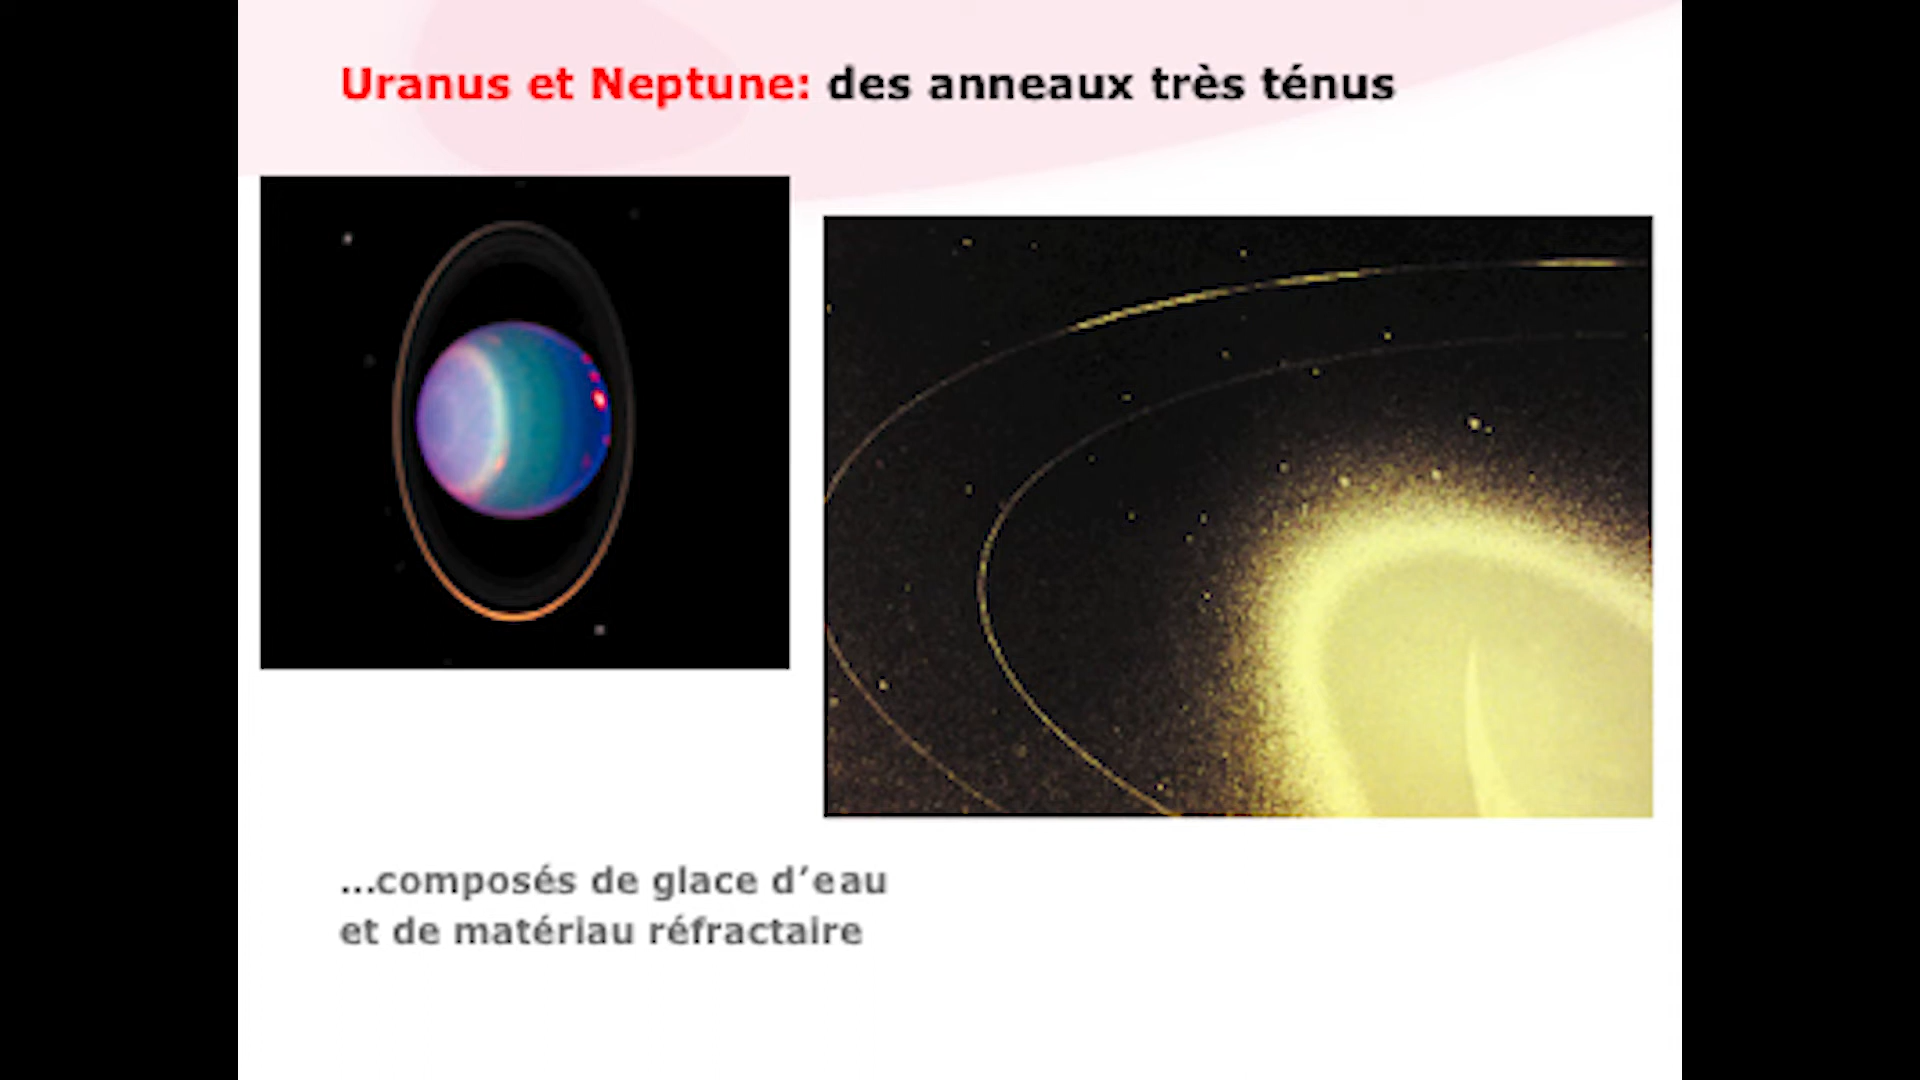 Uranus et Neptune: des anneaux très ténus
...composés de glace d’eau
et de matériau réfractaire